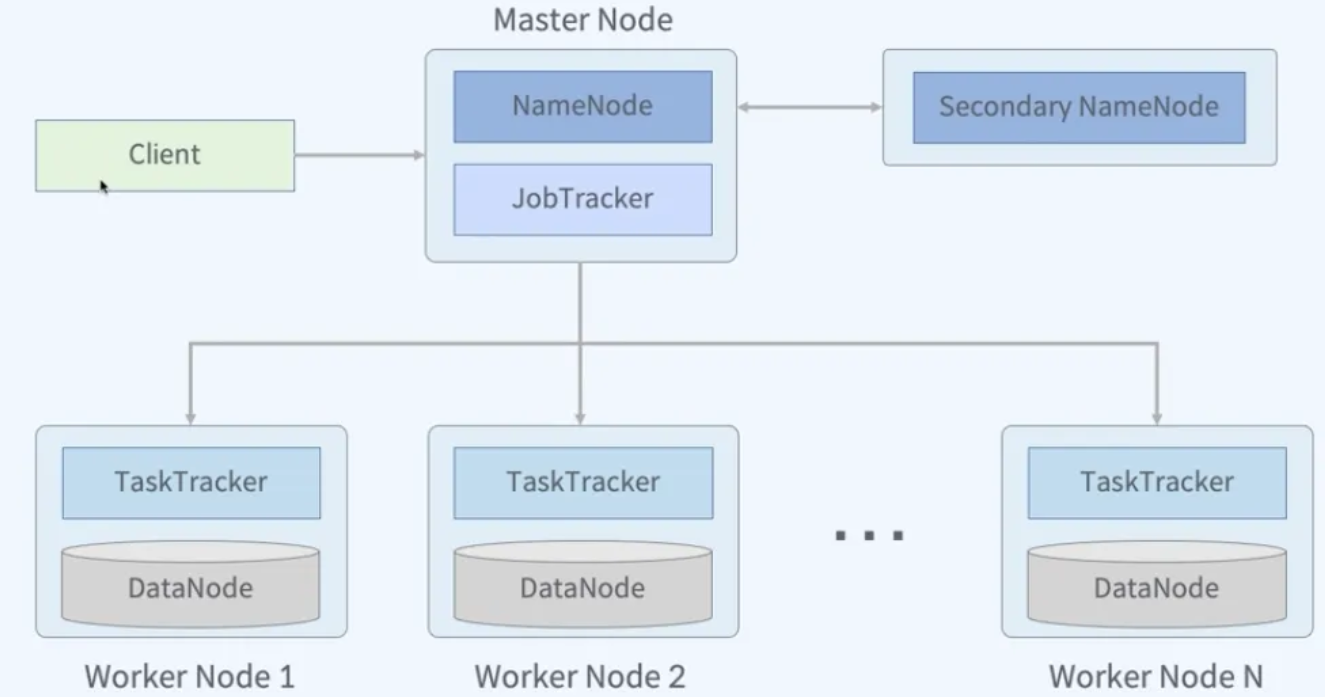 Master Node
NameNode
Secondary NameNode
Client
JobTracker
TaskTracker
TaskTracker
...
TaskTracker
DataNode
DataNode
DataNode
Worker Node 1
Worker Node 2
Worker Node N